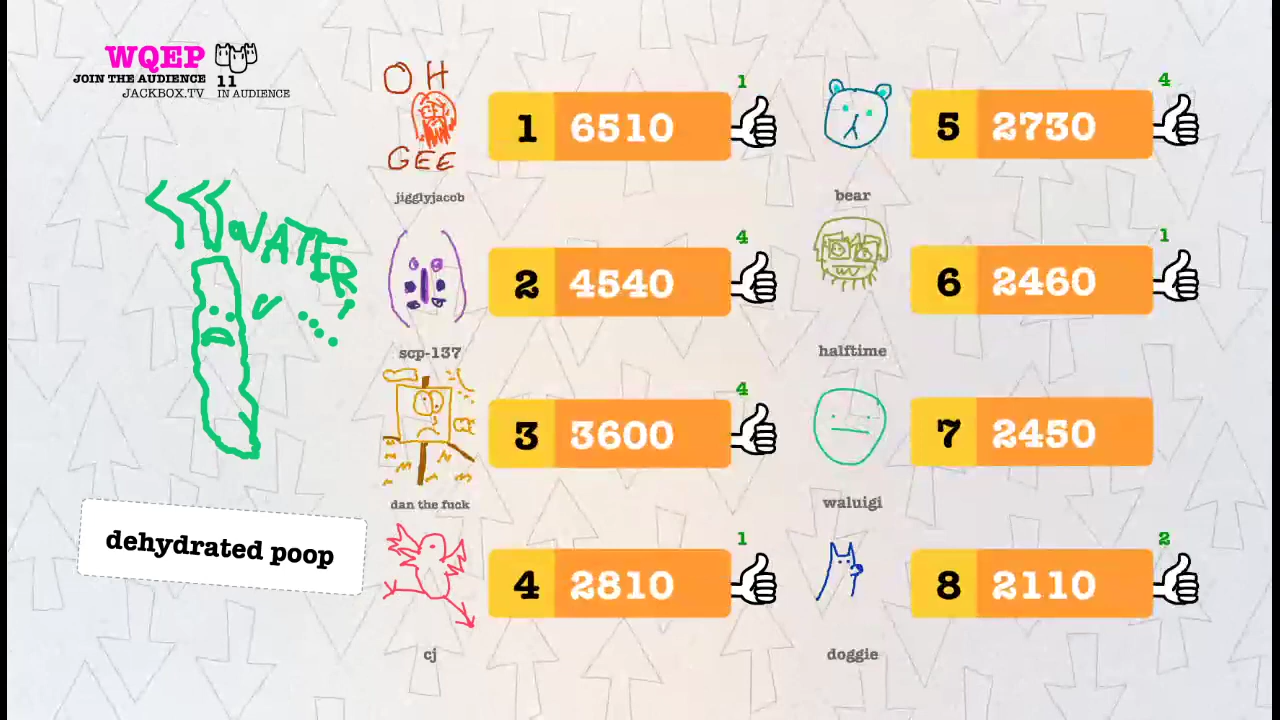 WQEP
JOIN THE AUDIENCE
JACKBOX.TV
11
IN AUDIENCE
WATER
dehydrated poop
OH
GEE
jigglyjacob
1 6510
1
scp-137
2 4540
4
dan the fuck
3 3600
4
cj
4 2810
1
bear
5 2730
4
halftime
6 2460
1
waluigi
7 2450
doggie
8 2110
2